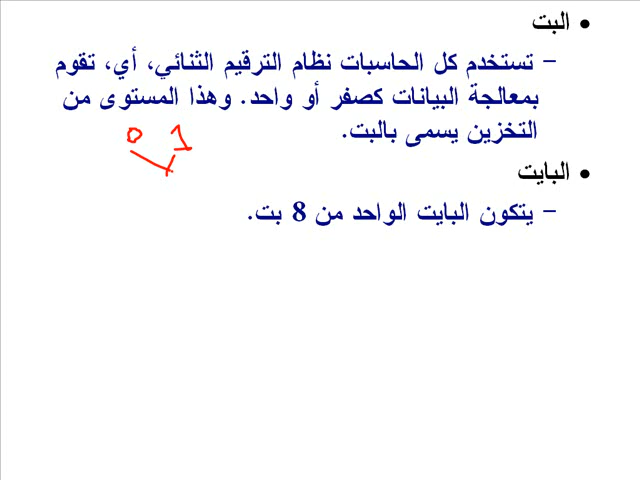 • البت
– تستخدم كل الحاسبات نظام الترقيم الثنائي، أي، تقوم
بمعالجة البيانات كصفر أو واحد. وهذا المستوى من
التخزين يسمى بالبت.
0 1
• البايت
– يتكون البايت الواحد من 8 بت.